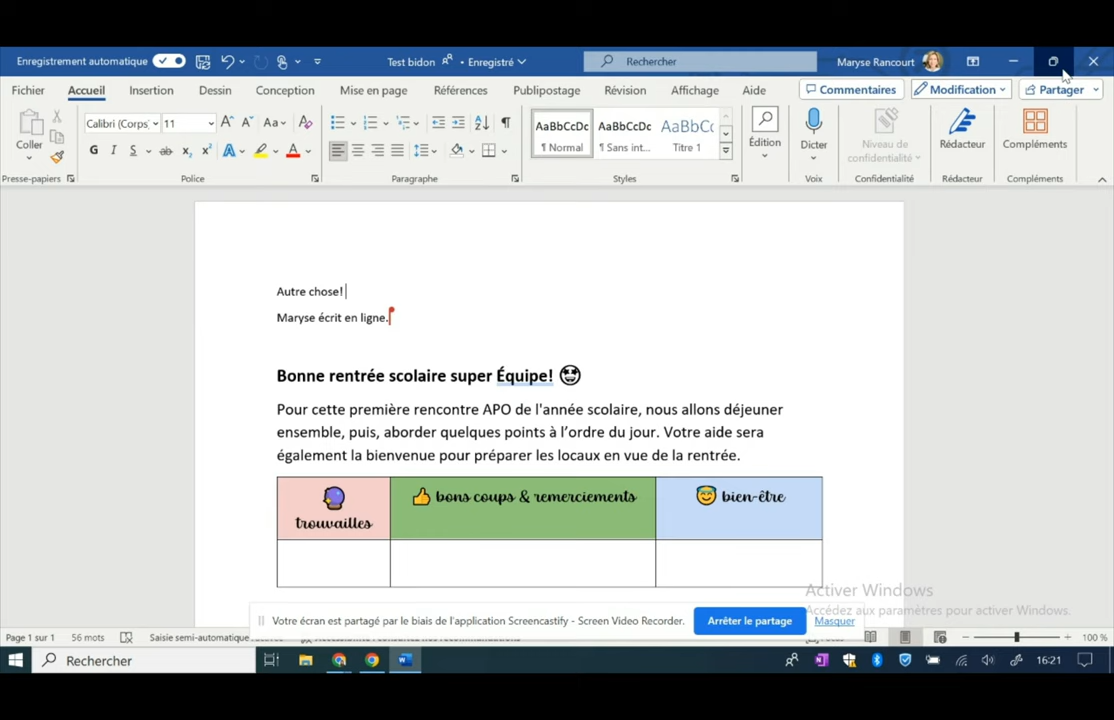 Enregistrement automatique
Test bidon • Enregistré
Rechercher
Maryse Rancourt
Fichier Accueil Insertion Dessin Conception Mise en page Références Publipostage Révision Affichage Aide
Commentaires Modification Partager
Coller
Calibri (Corps) 11
Aa
G I S ab x₂ x² A A
AaBbCcDc AaBbCcDc AaBbCc
¶ Normal ¶ Sans int... Titre 1
Édition
Dicter
Niveau de
confidentialité
Rédacteur
Compléments
Presse-papiers Police Paragraphe Styles Voix Confidentialité Rédacteur Compléments
Autre chose!
Maryse écrit en ligne.
Bonne rentrée scolaire super Équipe! 🤩
Pour cette première rencontre APO de l'année scolaire, nous allons déjeuner
ensemble, puis, aborder quelques points à l’ordre du jour. Votre aide sera
également la bienvenue pour préparer les locaux en vue de la rentrée.
🔮
trouvailles
👍 bons coups & remerciements
😇 bien-être
Activer Windows
Accédez aux paramètres pour activer Windows.
Votre écran est partagé par le biais de l'application Screencastify - Screen Video Recorder.
Arrêter le partage
Masquer
Page 1 sur 1 56 mots Saisie semi-automatique
100 %
Rechercher
16:21